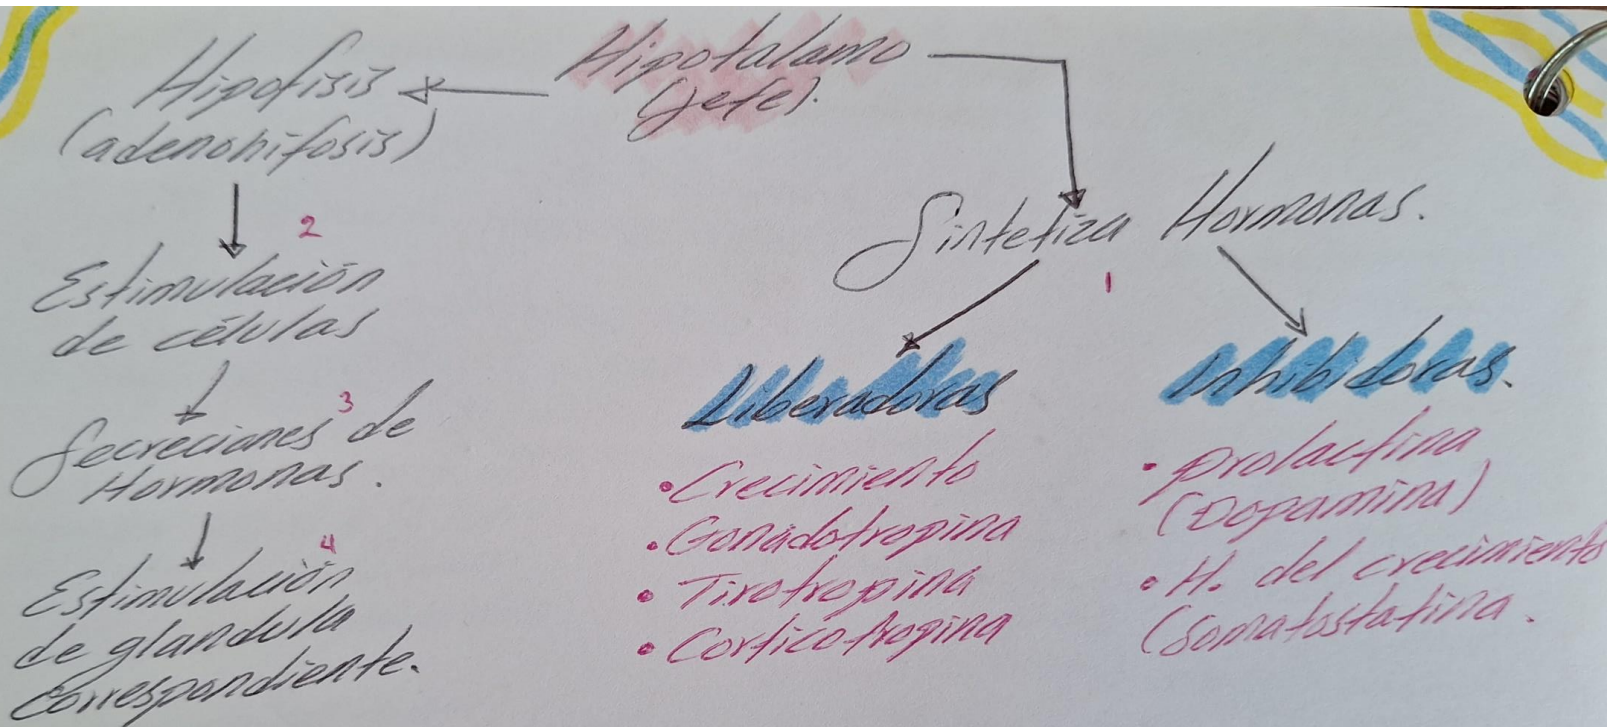 Hipotalamo
(jefe).
Hipofisis
(adenohifosis)
2
Estimulación
de células
3
Secreciones de
Hormonas.
4
Estimulación
de glandula
correspondiente.
Sintetiza Hormonas.
1
Liberadoras
• Crecimiento
• Gonadotropina
• Tirotropina
• Corticotropina
Inhibidoras.
• Prolactina
(Dopamina)
• H. del crecimiento
(Somatostatina.